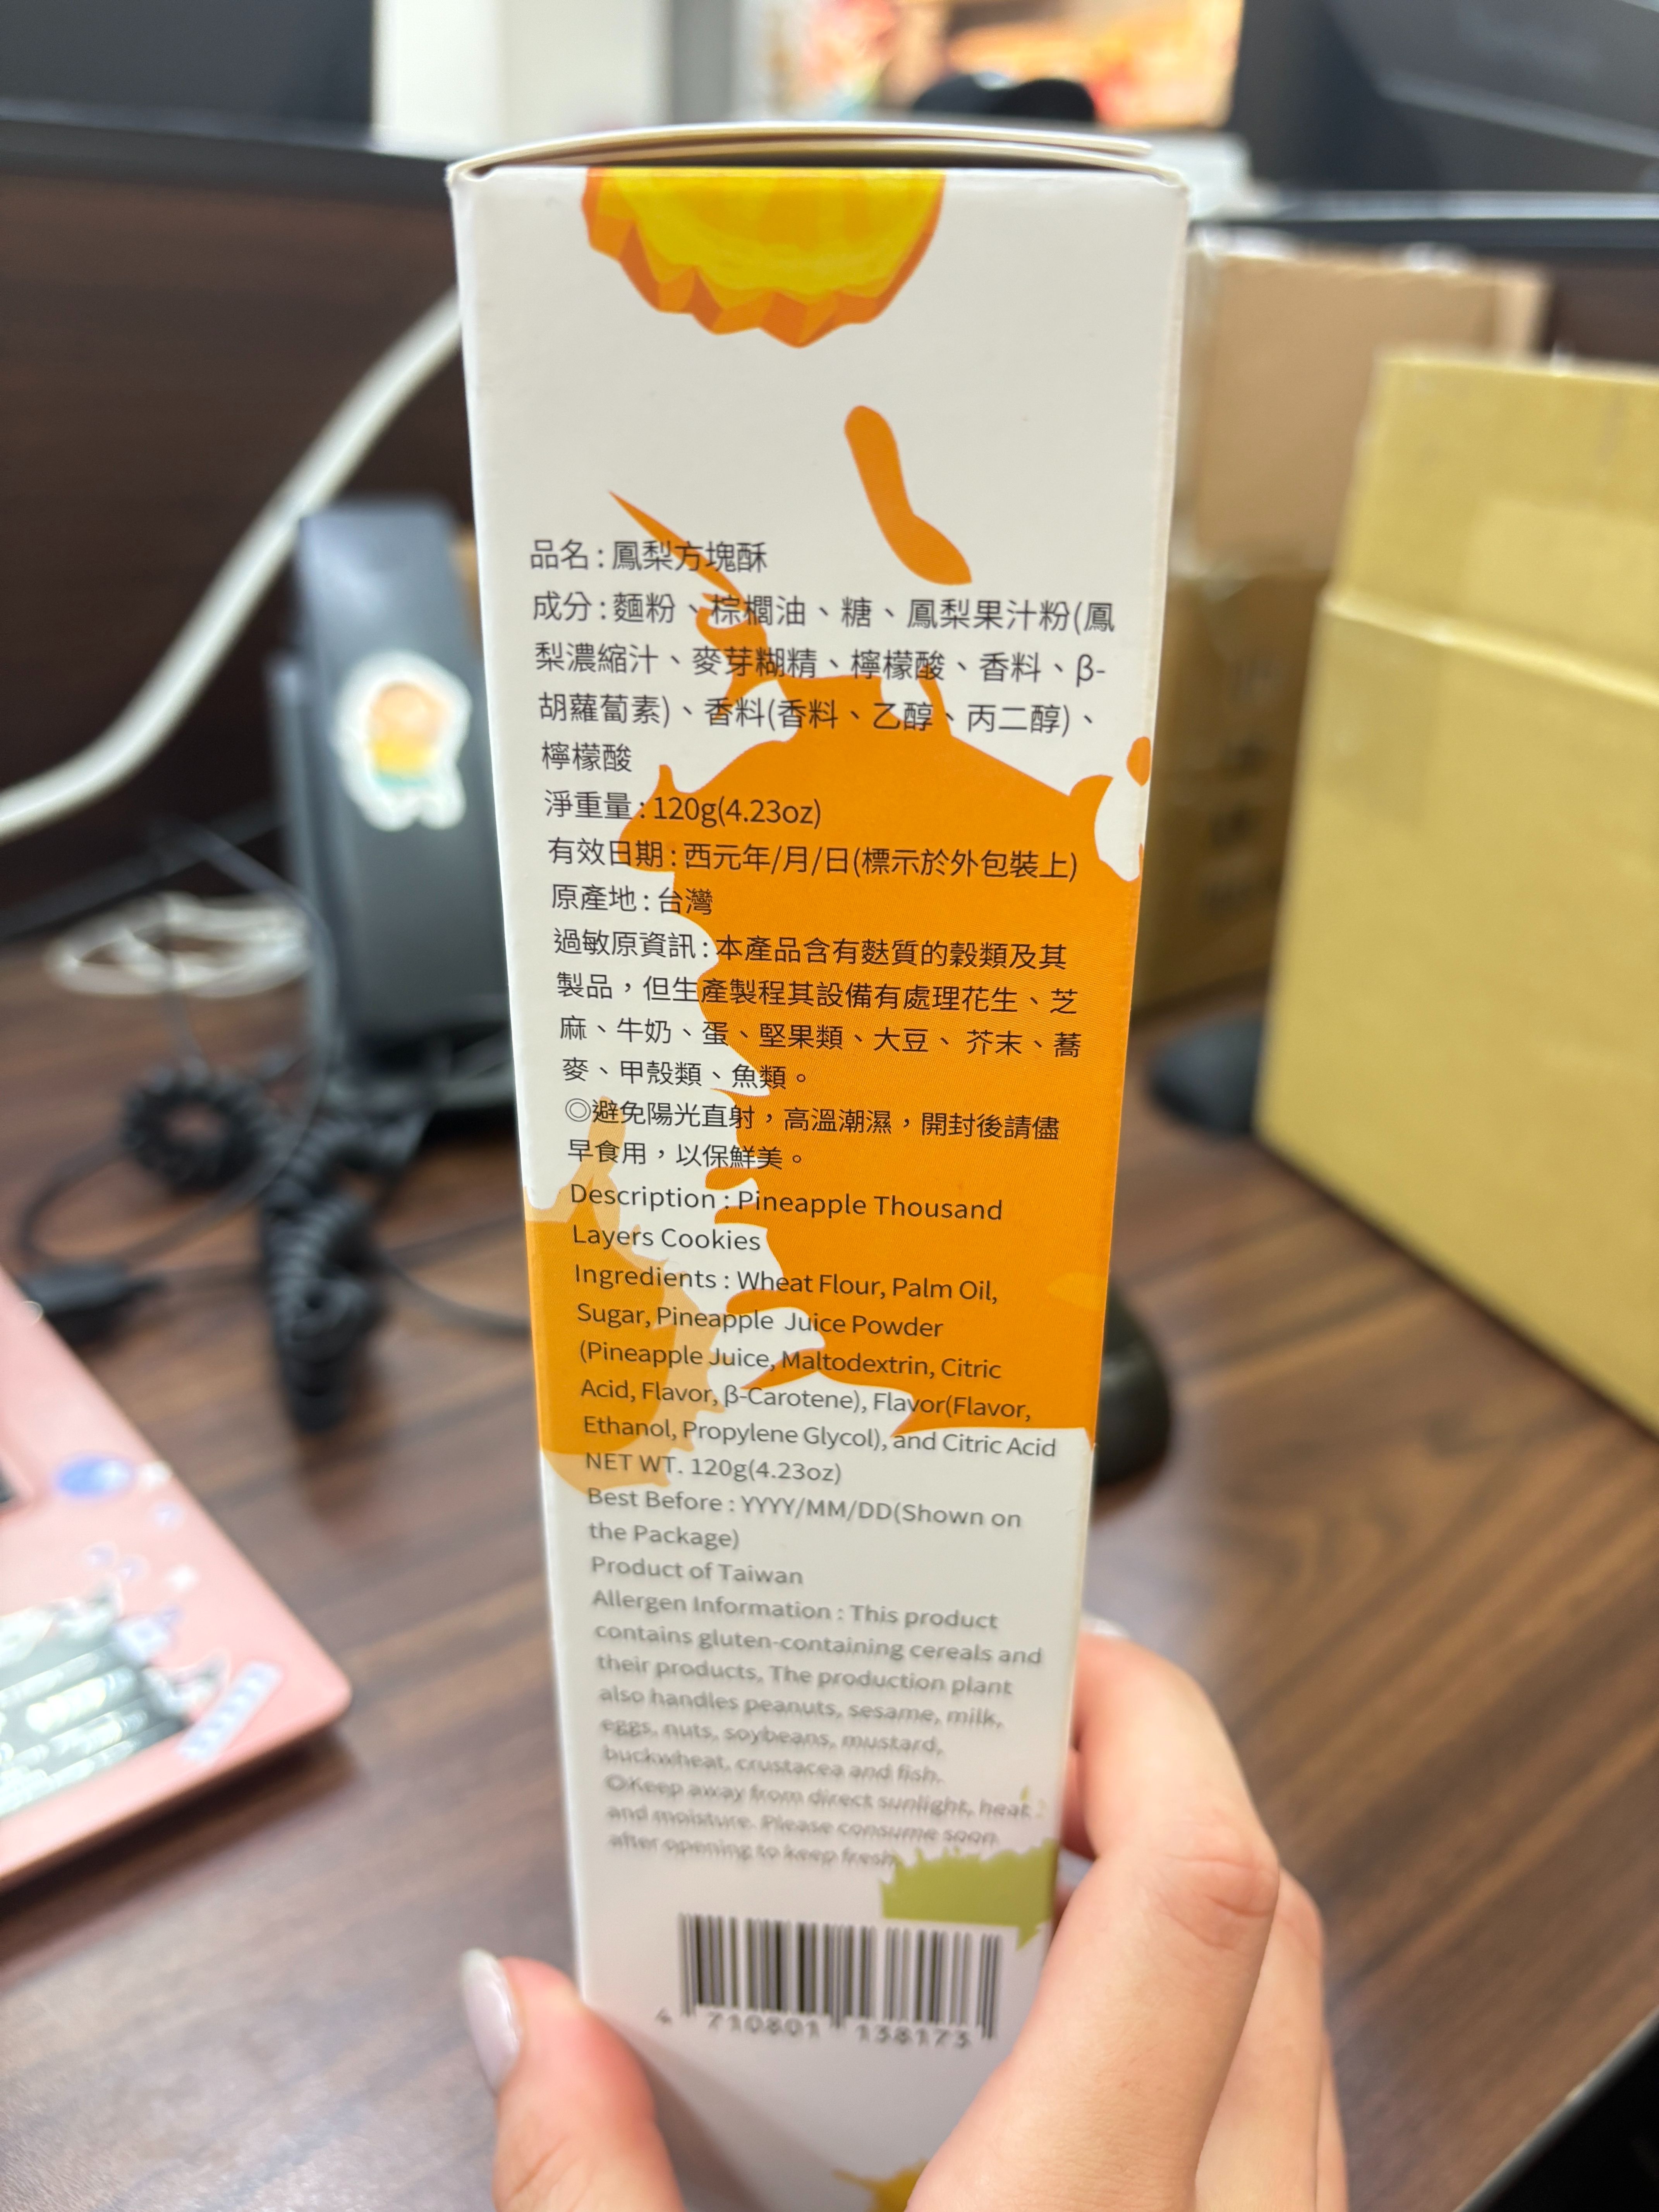 品名:鳳梨方塊酥
成分:麵粉、棕櫚油、糖、鳳梨果汁粉(鳳
梨濃縮汁、麥芽糊精、檸檬酸、香料、β-
胡蘿蔔素)、香料(香料、乙醇、丙二醇)、
檸檬酸
淨重量:120g(4.23oz)
有效日期:西元年/月/日(標示於外包裝上)
原產地:台灣
過敏原資訊:本產品含有麩質的穀類及其
製品,但生產製程其設備有處理花生、芝
麻、牛奶、蛋、堅果類、大豆、芥末、蕎
麥、甲殼類、魚類。
◎避免陽光直射,高溫潮濕,開封後請儘
早食用,以保鮮美。
Description : Pineapple Thousand
Layers Cookies
Ingredients : Wheat Flour, Palm Oil,
Sugar, Pineapple Juice Powder
(Pineapple Juice, Maltodextrin, Citric
Acid, Flavor, β-Carotene), Flavor(Flavor,
Ethanol, Propylene Glycol), and Citric Acid
NET WT. 120g(4.23oz)
Best Before : YYYY/MM/DD(Shown on
the Package)
Product of Taiwan
Allergen Information : This product
contains gluten-containing cereals and
their products, The production plant
also handles peanuts, sesame, milk,
eggs, nuts, soybeans, mustard,
buckwheat, crustacea and fish.
◎Keep away from direct sunlight, heat
and moisture. Please consume soon
after opening to keep fresh.
4 710801 138173